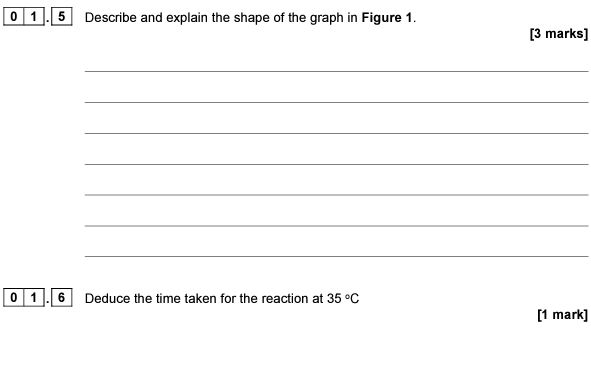 0 1 . 5 Describe and explain the shape of the graph in Figure 1.
[3 marks]
0 1 . 6 Deduce the time taken for the reaction at 35 ºC
[1 mark]